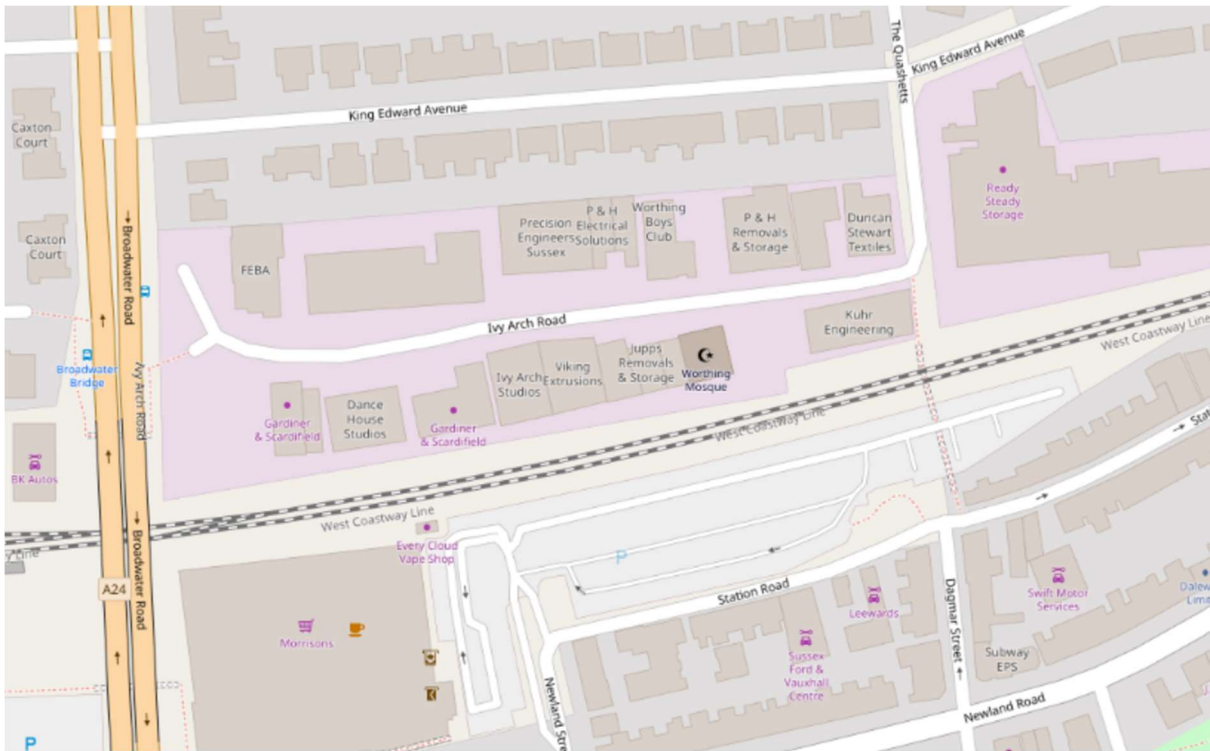 The Quashetts
King Edward Avenue
King Edward Avenue
Caxton
Court
Ready
Steady
Storage
Caxton
Court
Broadwater Road
FEBA
Precision
Engineers
Sussex
P & H
Electrical
Solutions
Worthing
Boys
Club
P & H
Removals
& Storage
Duncan
Stewart
Textiles
Ivy Arch Road
Kuhr
Engineering
West Coastway Line
Broadwater
Bridge
Ivy Arch Road
Ivy Arch
Studios
Viking
Extrusions
Jupps
Removals
& Storage
Worthing
Mosque
Gardiner
& Scardifield
Dance
House
Studios
Gardiner
& Scardifield
West Coastway Line
BK Autos
West Coastway Line
y Line
Every Cloud
Vape Shop
P
Stat
A24
Broadwater Road
Station Road
Morrisons
Leewards
Dagmar Street
Swift Motor
Services
Dalew
Limi
Sussex
Ford &
Vauxhall
Centre
Subway
EPS
Newland Stre
Newland Road
P